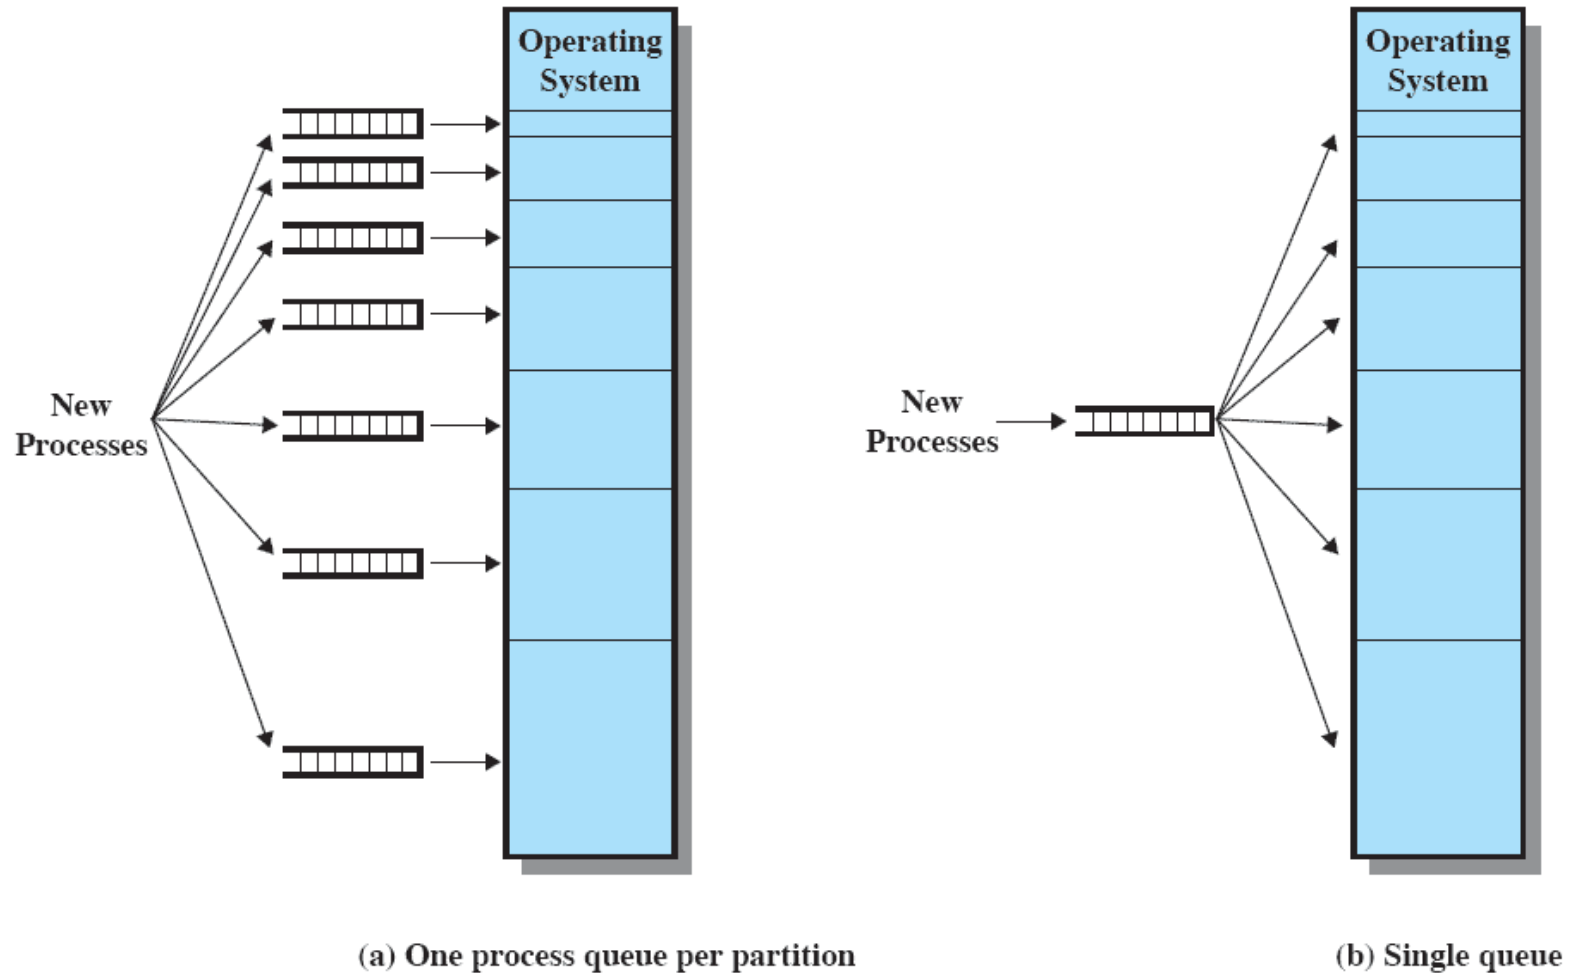 Operating
System
New
Processes
(a) One process queue per partition
Operating
System
New
Processes
(b) Single queue